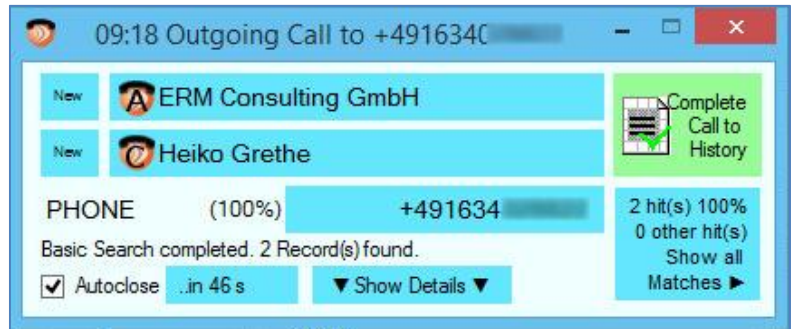 09:18 Outgoing Call to +4916340
New
A ERM Consulting GmbH
Complete
Call to
History
New
C Heiko Grethe
PHONE (100%) +491634
2 hit(s) 100%
0 other hit(s)
Show all
Matches ►
Basic Search completed. 2 Record(s) found.
Autoclose ..in 46 s ▼ Show Details ▼